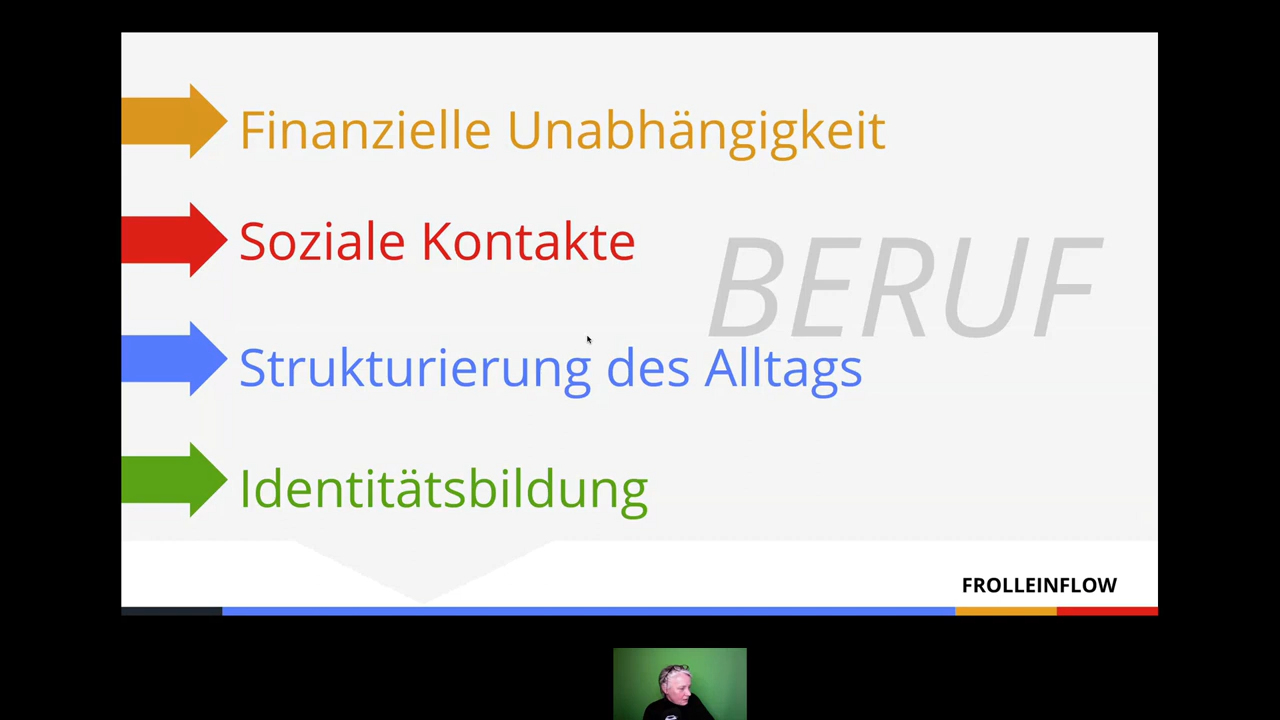 Finanzielle Unabhängigkeit
Soziale Kontakte
BERUF
Strukturierung des Alltags
Identitätsbildung
FROLLEINFLOW